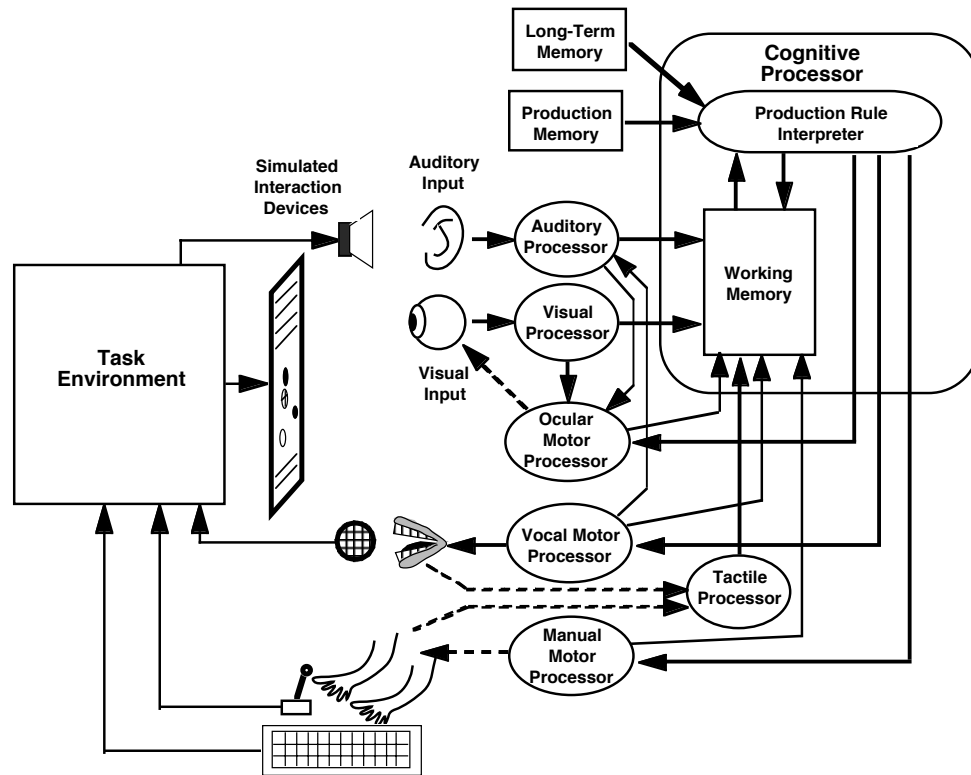 Long-Term
Memory
Cognitive
Processor
Production
Memory
Production Rule
Interpreter
Simulated
Interaction
Devices
Auditory
Input
Auditory
Processor
Working
Memory
Visual
Processor
Task
Environment
Visual
Input
Ocular
Motor
Processor
Vocal Motor
Processor
Tactile
Processor
Manual
Motor
Processor